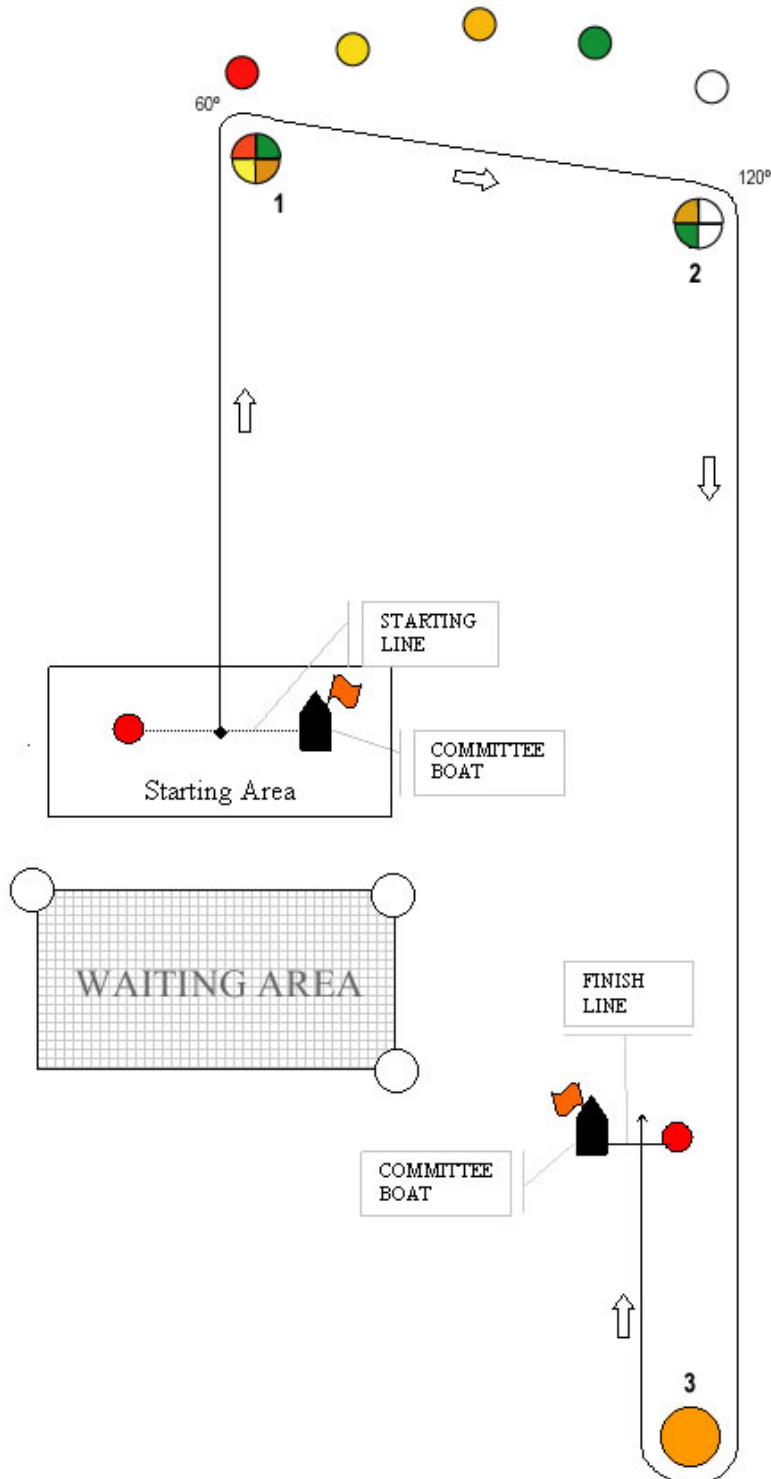 60º
1
120º
2
STARTING
LINE
COMMITTEE
BOAT
Starting Area
WAITING AREA
FINISH
LINE
COMMITTEE
BOAT
3